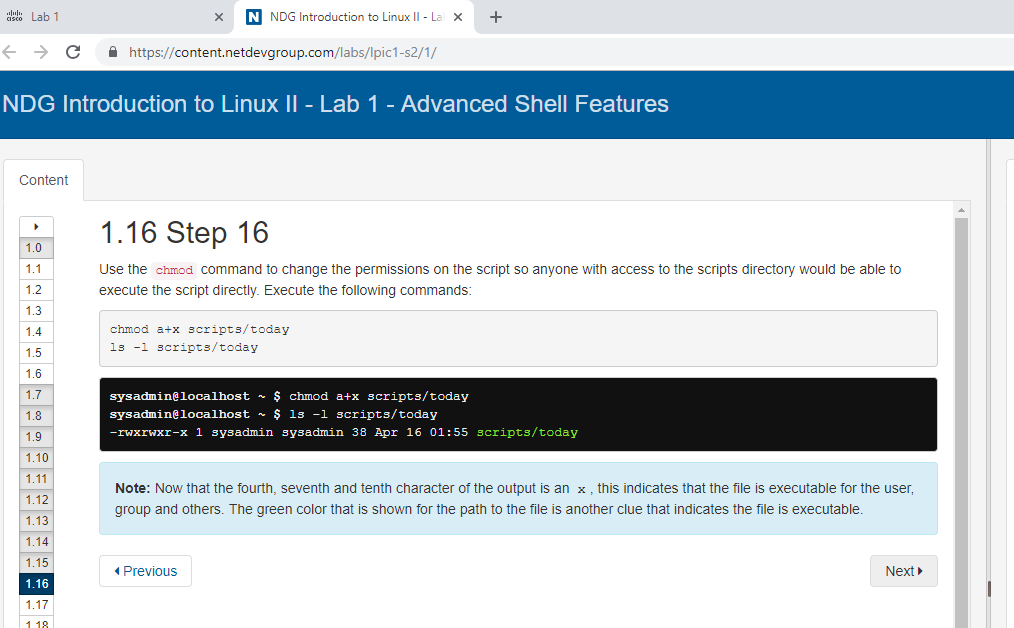 cisco Lab 1
N NDG Introduction to Linux II - La
https://content.netdevgroup.com/labs/lpic1-s2/1/
NDG Introduction to Linux II - Lab 1 - Advanced Shell Features
Content
1.0
1.1
1.2
1.3
1.4
1.5
1.6
1.7
1.8
1.9
1.10
1.11
1.12
1.13
1.14
1.15
1.16
1.17
1.18
1.16 Step 16
Use the chmod command to change the permissions on the script so anyone with access to the scripts directory would be able to
execute the script directly. Execute the following commands:
chmod a+x scripts/today
ls -l scripts/today
sysadmin@localhost ~ $ chmod a+x scripts/today
sysadmin@localhost ~ $ ls -l scripts/today
-rwxrwxr-x 1 sysadmin sysadmin 38 Apr 16 01:55 scripts/today
Note: Now that the fourth, seventh and tenth character of the output is an x , this indicates that the file is executable for the user,
group and others. The green color that is shown for the path to the file is another clue that indicates the file is executable.
Previous
Next